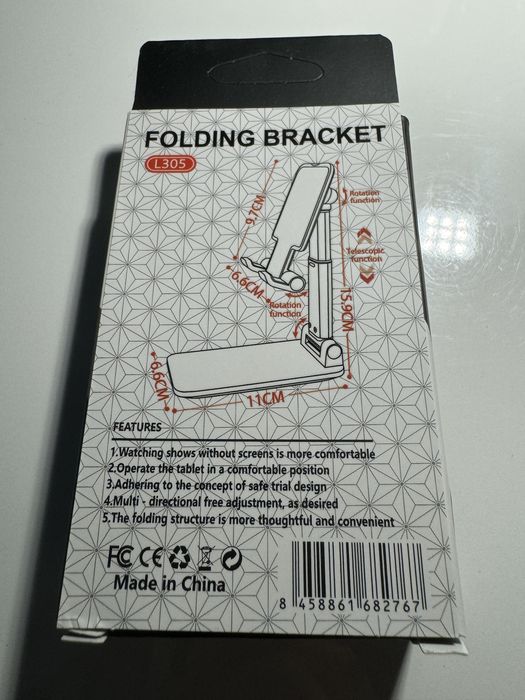 FOLDING BRACKET
L305
9.7CM
Rotation
function
Telescopic
function
6.6CM
Rotation
function
15.9CM
6.6CM
11CM
FEATURES
1.Watching shows without screens is more comfortable
2.Operate the tablet in a comfortable position
3.Adhering to the concept of safe trial design
4.Multi - directional free adjustment, as desired
5.The folding structure is more thoughtful and convenient
FC CE
Made in China
8 458861 682767